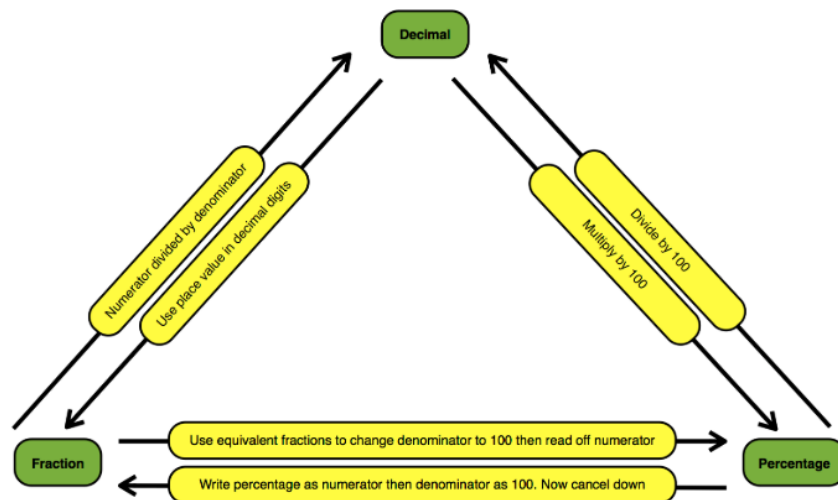 Decimal
Numerator divided by denominator
Use place value in decimal digits
Multiply by 100
Divide by 100
Fraction
Use equivalent fractions to change denominator to 100 then read off numerator
Write percentage as numerator then denominator as 100. Now cancel down
Percentage